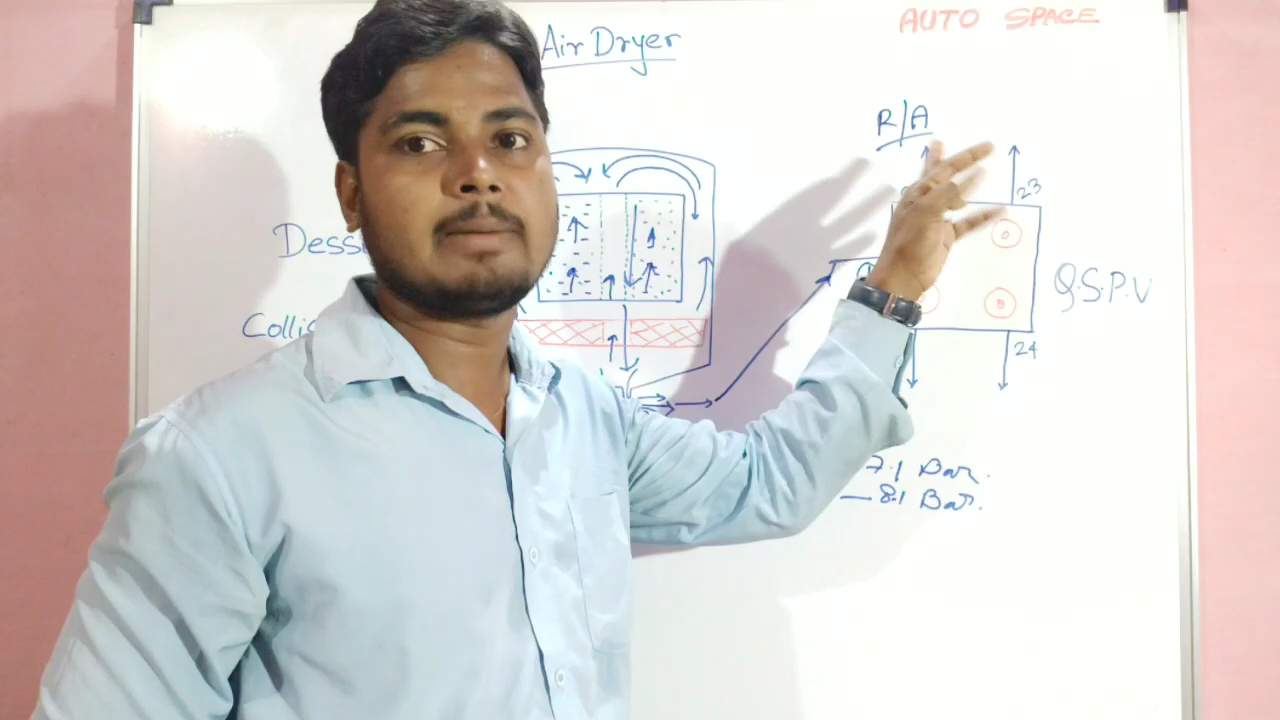 Air Dryer
AUTO SPACE
R/A
23
Q.S.P.V
24
7.1 Bar.
— 8.1 Bar.